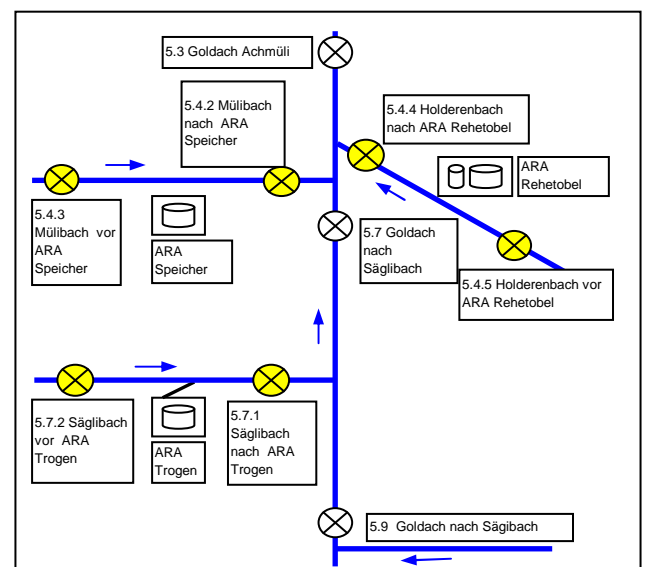 5.3 Goldach Achmüli
5.4.2 Mülibach
nach ARA
Speicher
5.4.4 Holderenbach
nach ARA Rehetobel
ARA
Rehetobel
5.4.3
Mülibach vor
ARA
Speicher
ARA
Speicher
5.7 Goldach
nach
Säglibach
5.4.5 Holderenbach vor
ARA Rehetobel
5.7.2 Säglibach
vor ARA
Trogen
ARA
Trogen
5.7.1
Säglibach
nach ARA
Trogen
5.9 Goldach nach Sägibach